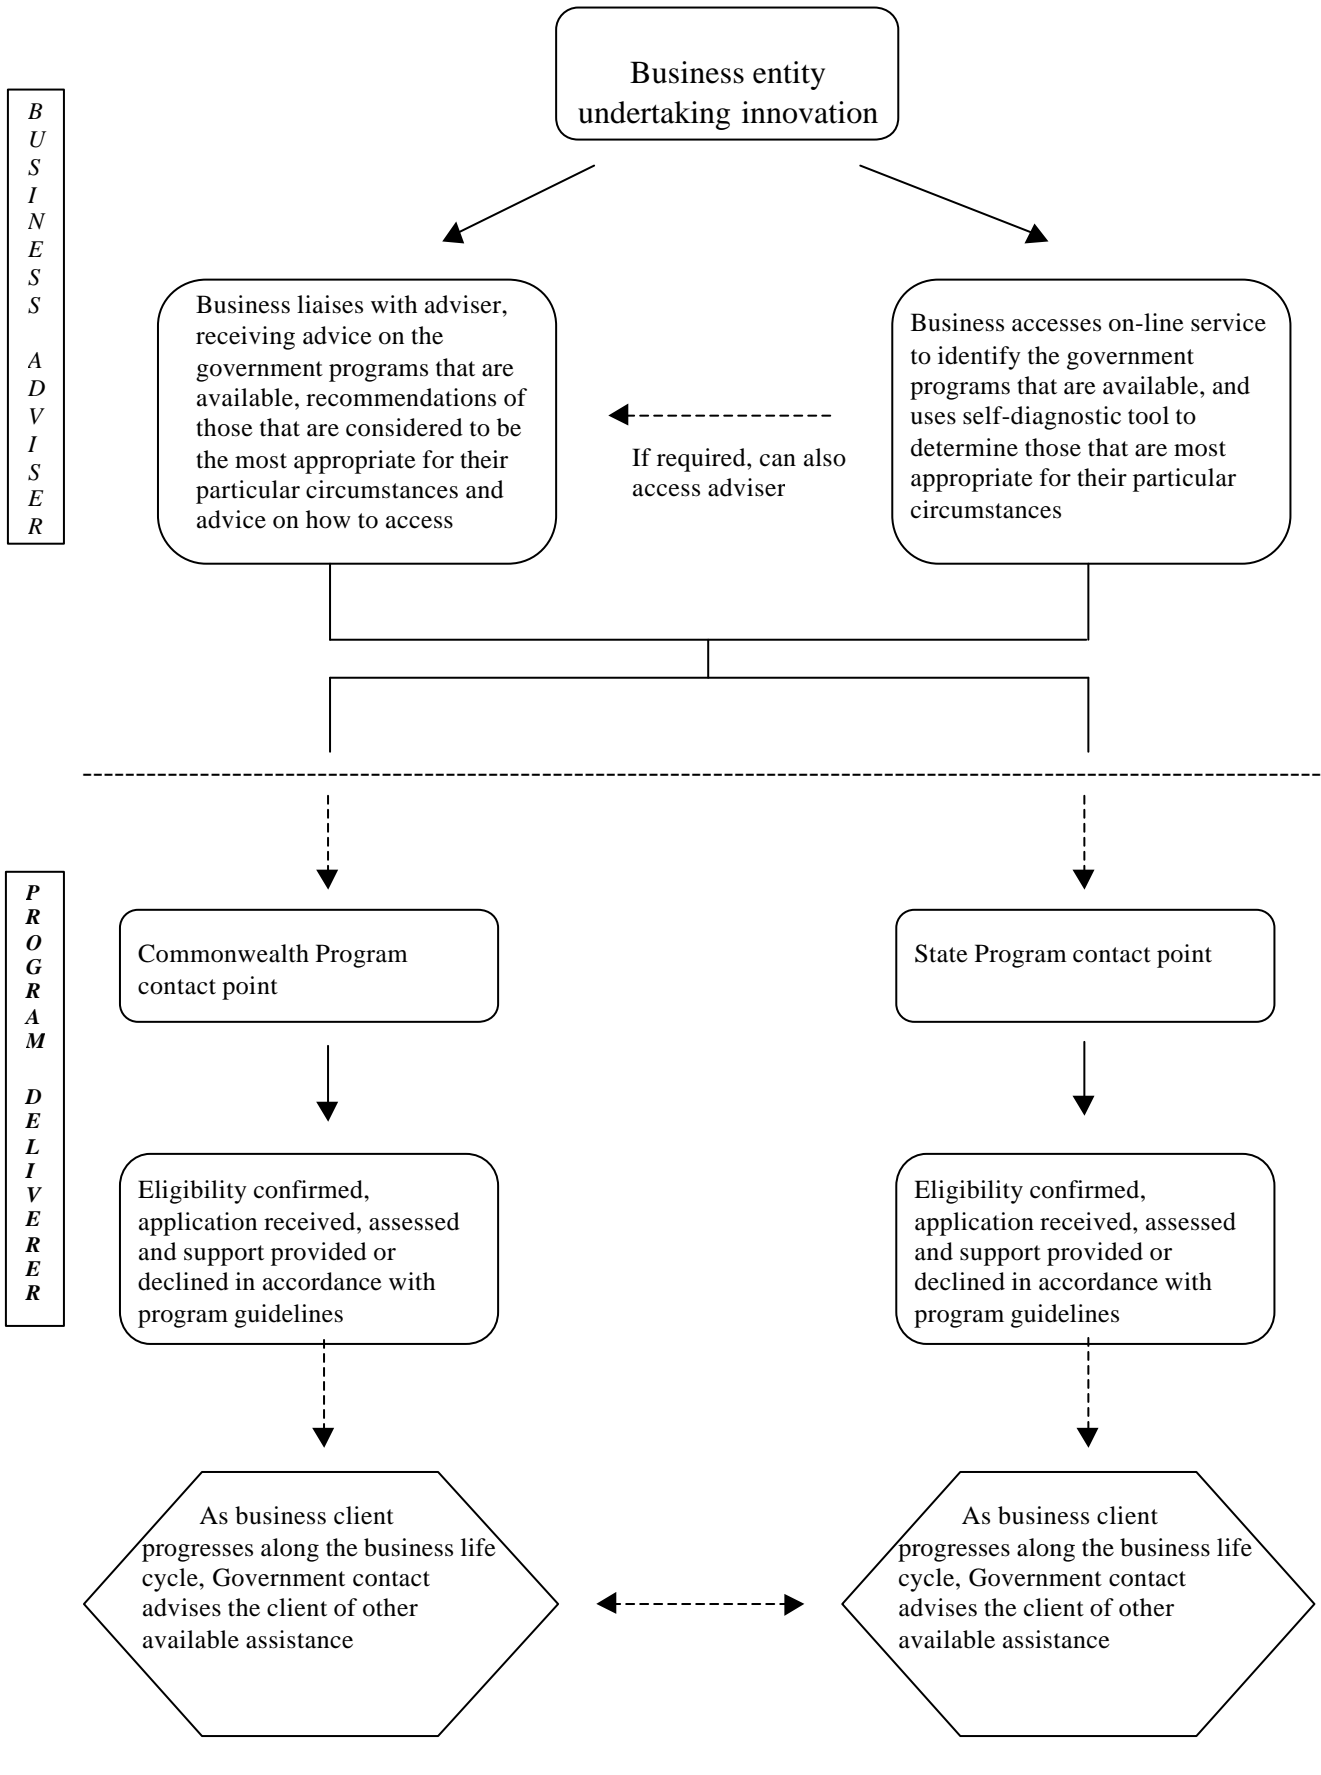 Business entity
undertaking innovation
BUSINESS ADVISER
Business liaises with adviser,
receiving advice on the
government programs that are
available, recommendations of
those that are considered to be
the most appropriate for their
particular circumstances and
advice on how to access
If required, can also
access adviser
Business accesses on-line service
to identify the government
programs that are available, and
uses self-diagnostic tool to
determine those that are most
appropriate for their particular
circumstances
PROGRAM DELIVERER
Commonwealth Program
contact point
State Program contact point
Eligibility confirmed,
application received, assessed
and support provided or
declined in accordance with
program guidelines
Eligibility confirmed,
application received, assessed
and support provided or
declined in accordance with
program guidelines
As business client
progresses along the business life
cycle, Government contact
advises the client of other
available assistance
As business client
progresses along the business life
cycle, Government contact
advises the client of other
available assistance